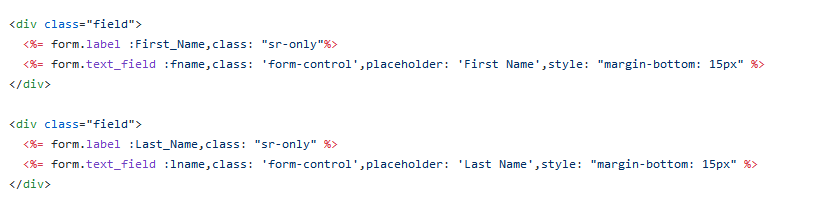 <div class="field">
<%= form.label :First_Name,class: "sr-only"%>
<%= form.text_field :fname,class: 'form-control',placeholder: 'First Name',style: "margin-bottom: 15px" %>
</div>
<div class="field">
<%= form.label :Last_Name,class: "sr-only" %>
<%= form.text_field :lname,class: 'form-control',placeholder: 'Last Name',style: "margin-bottom: 15px" %>
</div>